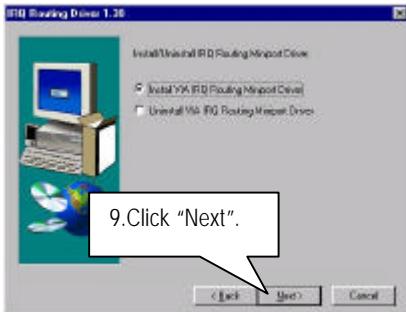 IRQ Routing Driver 1.30
Install/Uninstall IRQ Routing Miniport Driver
Install VIA IRQ Routing Miniport Driver
Uninstall VIA IRQ Routing Miniport Driver
9.Click “Next”.
< Back
Next >
Cancel